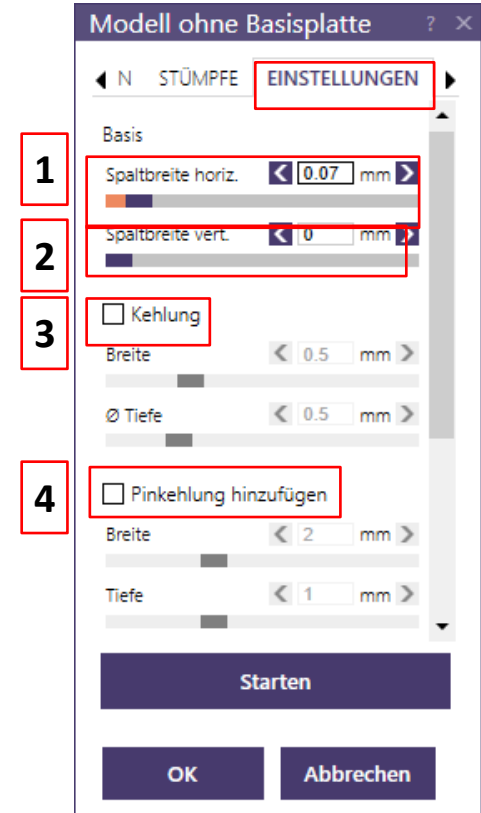 Modell ohne Basisplatte ? ×
N STÜMPFE EINSTELLUNGEN
Basis
1
Spaltbreite horiz. 0.07 mm
2
Spaltbreite vert. 0 mm
3
Kehlung
Breite 0.5 mm
Ø Tiefe 0.5 mm
4
Pinkehlung hinzufügen
Breite 2 mm
Tiefe 1 mm
Starten
OK Abbrechen